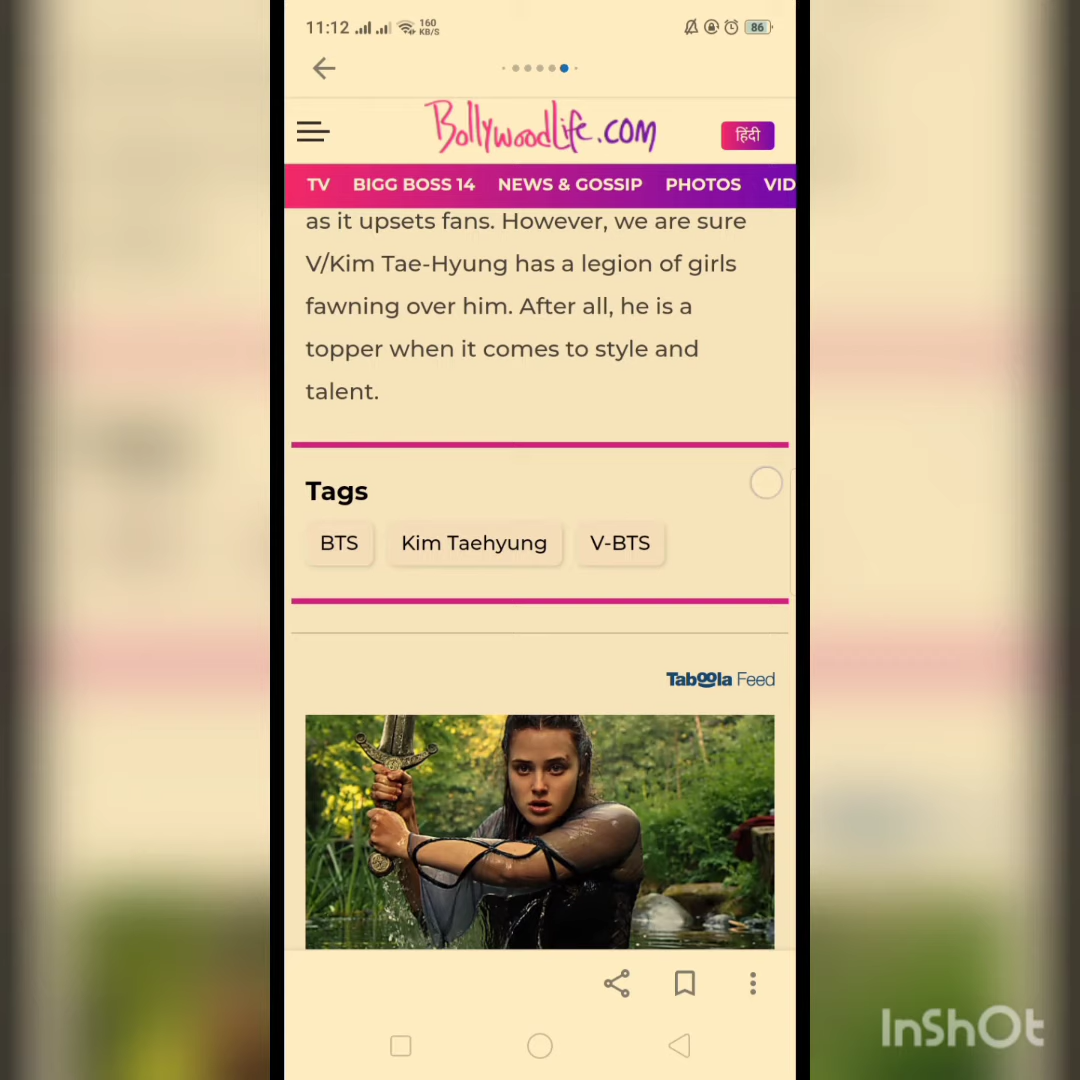 11:12 160 KB/S 86
BollywoodLife.com हिंदी
TV BIGG BOSS 14 NEWS & GOSSIP PHOTOS VID
as it upsets fans. However, we are sure
V/Kim Tae-Hyung has a legion of girls
fawning over him. After all, he is a
topper when it comes to style and
talent.
Tags
BTS Kim Taehyung V-BTS
Taboola Feed
InShOt